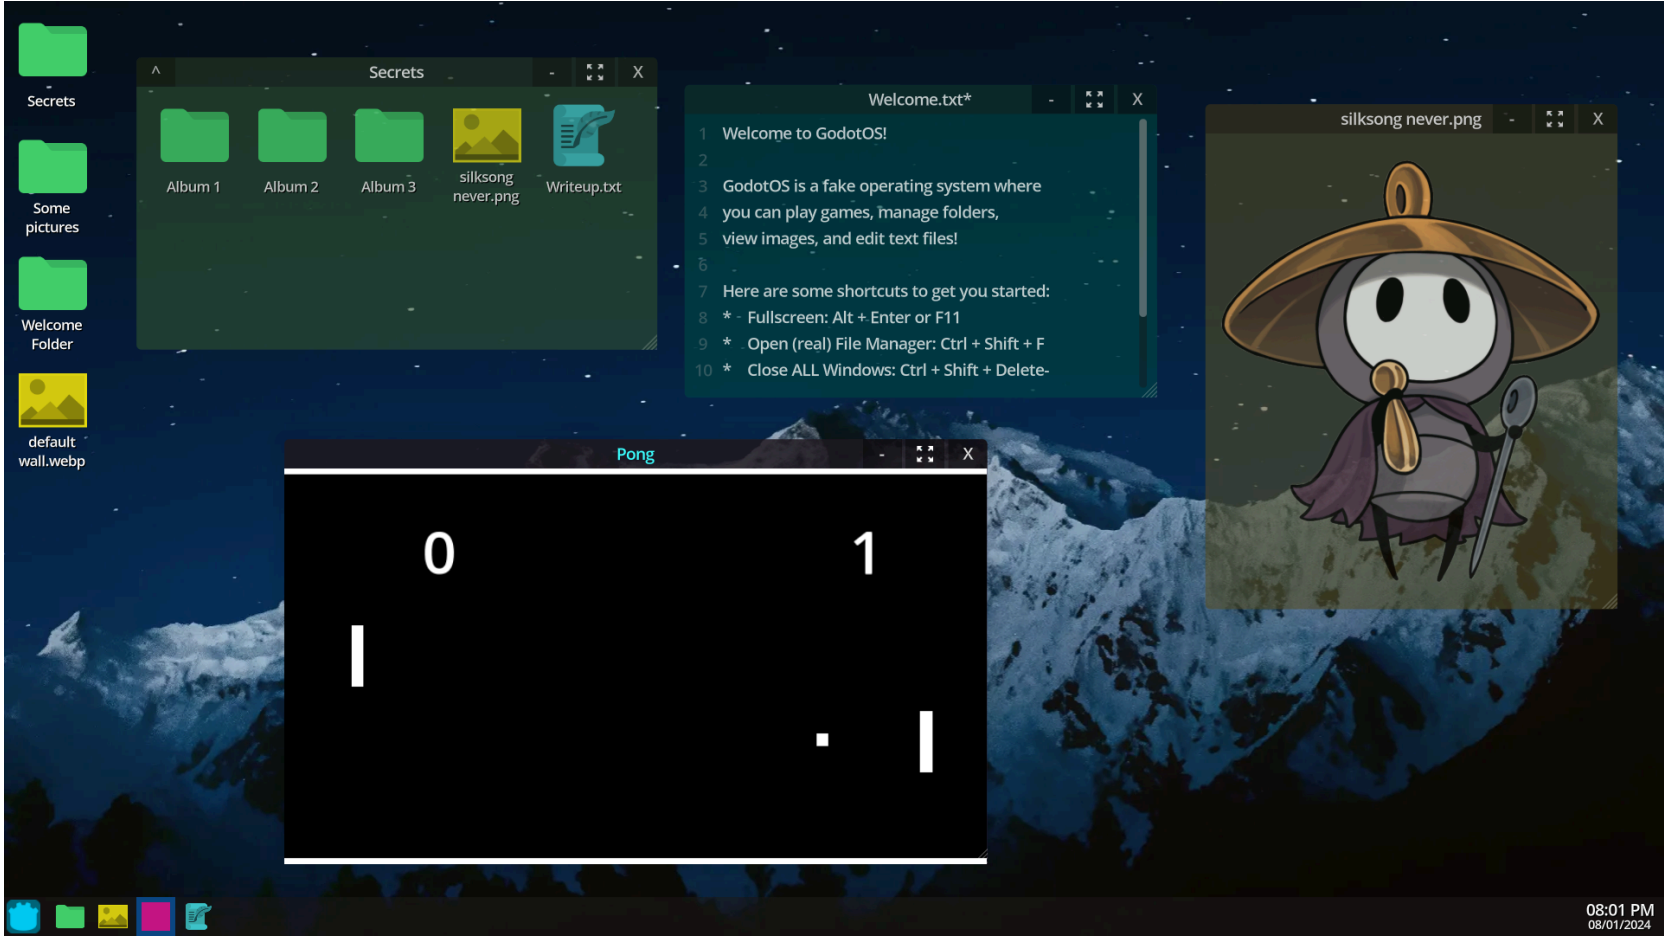 Secrets
Some
pictures
Welcome
Folder
default
wall.webp
^ Secrets - X
Album 1
Album 2
Album 3
silksong
never.png
Writeup.txt
Welcome.txt* - X
1 Welcome to GodotOS!
2
3 GodotOS is a fake operating system where
4 you can play games, manage folders,
5 view images, and edit text files!
6
7 Here are some shortcuts to get you started:
8 * Fullscreen: Alt + Enter or F11
9 * Open (real) File Manager: Ctrl + Shift + F
10 * Close ALL Windows: Ctrl + Shift + Delete
silksong never.png - X
Pong - X
0 1
08:01 PM
08/01/2024